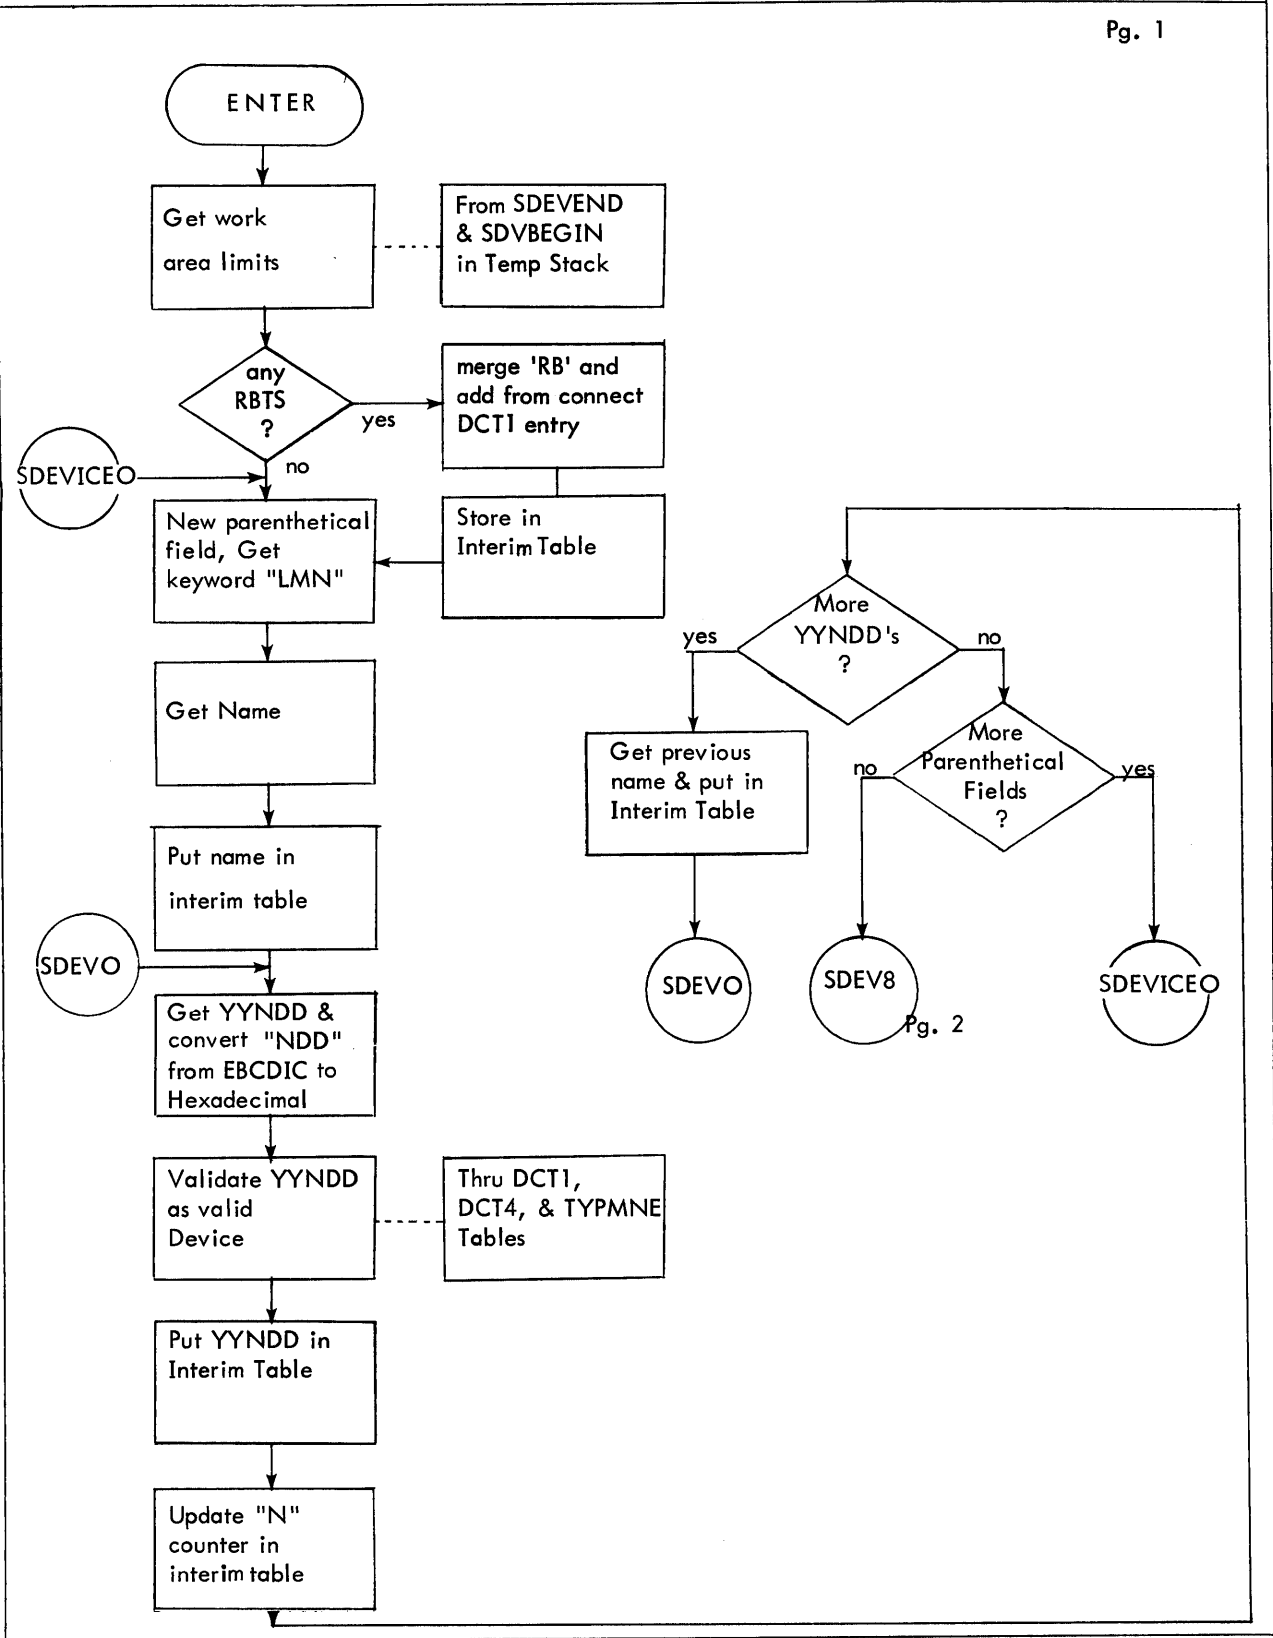 Pg. 1
ENTER
Get work
area limits
From SDEVEND
& SDVBEGIN
in Temp Stack
any
RBTS
?
yes
no
merge 'RB' and
add from connect
DCT1 entry
SDEVICEO
New parenthetical
field, Get
keyword "LMN"
Store in
Interim Table
Get Name
Put name in
interim table
SDEVO
Get YYNDD &
convert "NDD"
from EBCDIC to
Hexadecimal
Validate YYNDD
as valid
Device
Thru DCT1,
DCT4, & TYPMNE
Tables
Put YYNDD in
Interim Table
Update "N"
counter in
interim table
More
YYNDD's
?
yes
no
Get previous
name & put in
Interim Table
More
Parenthetical
Fields
?
no
yes
SDEVO
SDEV8
Pg. 2
SDEVICEO